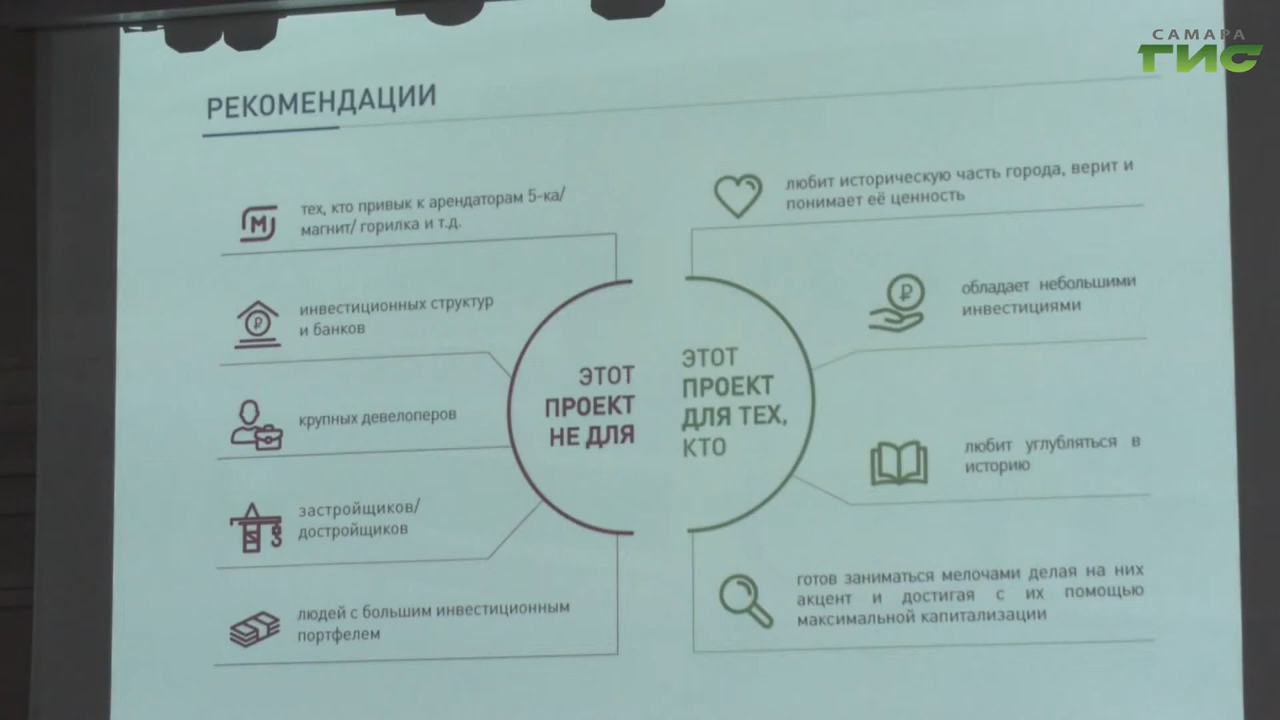 САМАРА
ГИС
РЕКОМЕНДАЦИИ
тех, кто привык к арендаторам 5-ка/
магнит/ горилка и т.д.
инвестиционных структур
и банков
крупных девелоперов
застройщиков/
достройщиков
людей с большим инвестиционным
портфелем
ЭТОТ
ПРОЕКТ
НЕ ДЛЯ
ЭТОТ
ПРОЕКТ
ДЛЯ ТЕХ,
КТО
любит историческую часть города, верит и
понимает её ценность
обладает небольшими
инвестициями
любит углубляться в
историю
готов заниматься мелочами делая на них
акцент и достигая с их помощью
максимальной капитализации